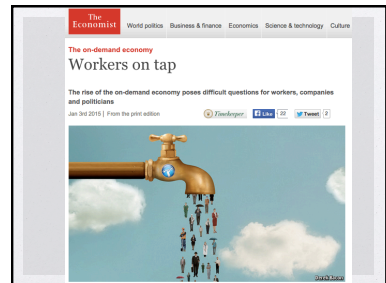 The
Economist
World politics Business & finance Economics Science & technology Culture
The on-demand economy
Workers on tap
The rise of the on-demand economy poses difficult questions for workers, companies
and politicians
Jan 3rd 2015 | From the print edition
Timekeeper
Like 22
Tweet 2